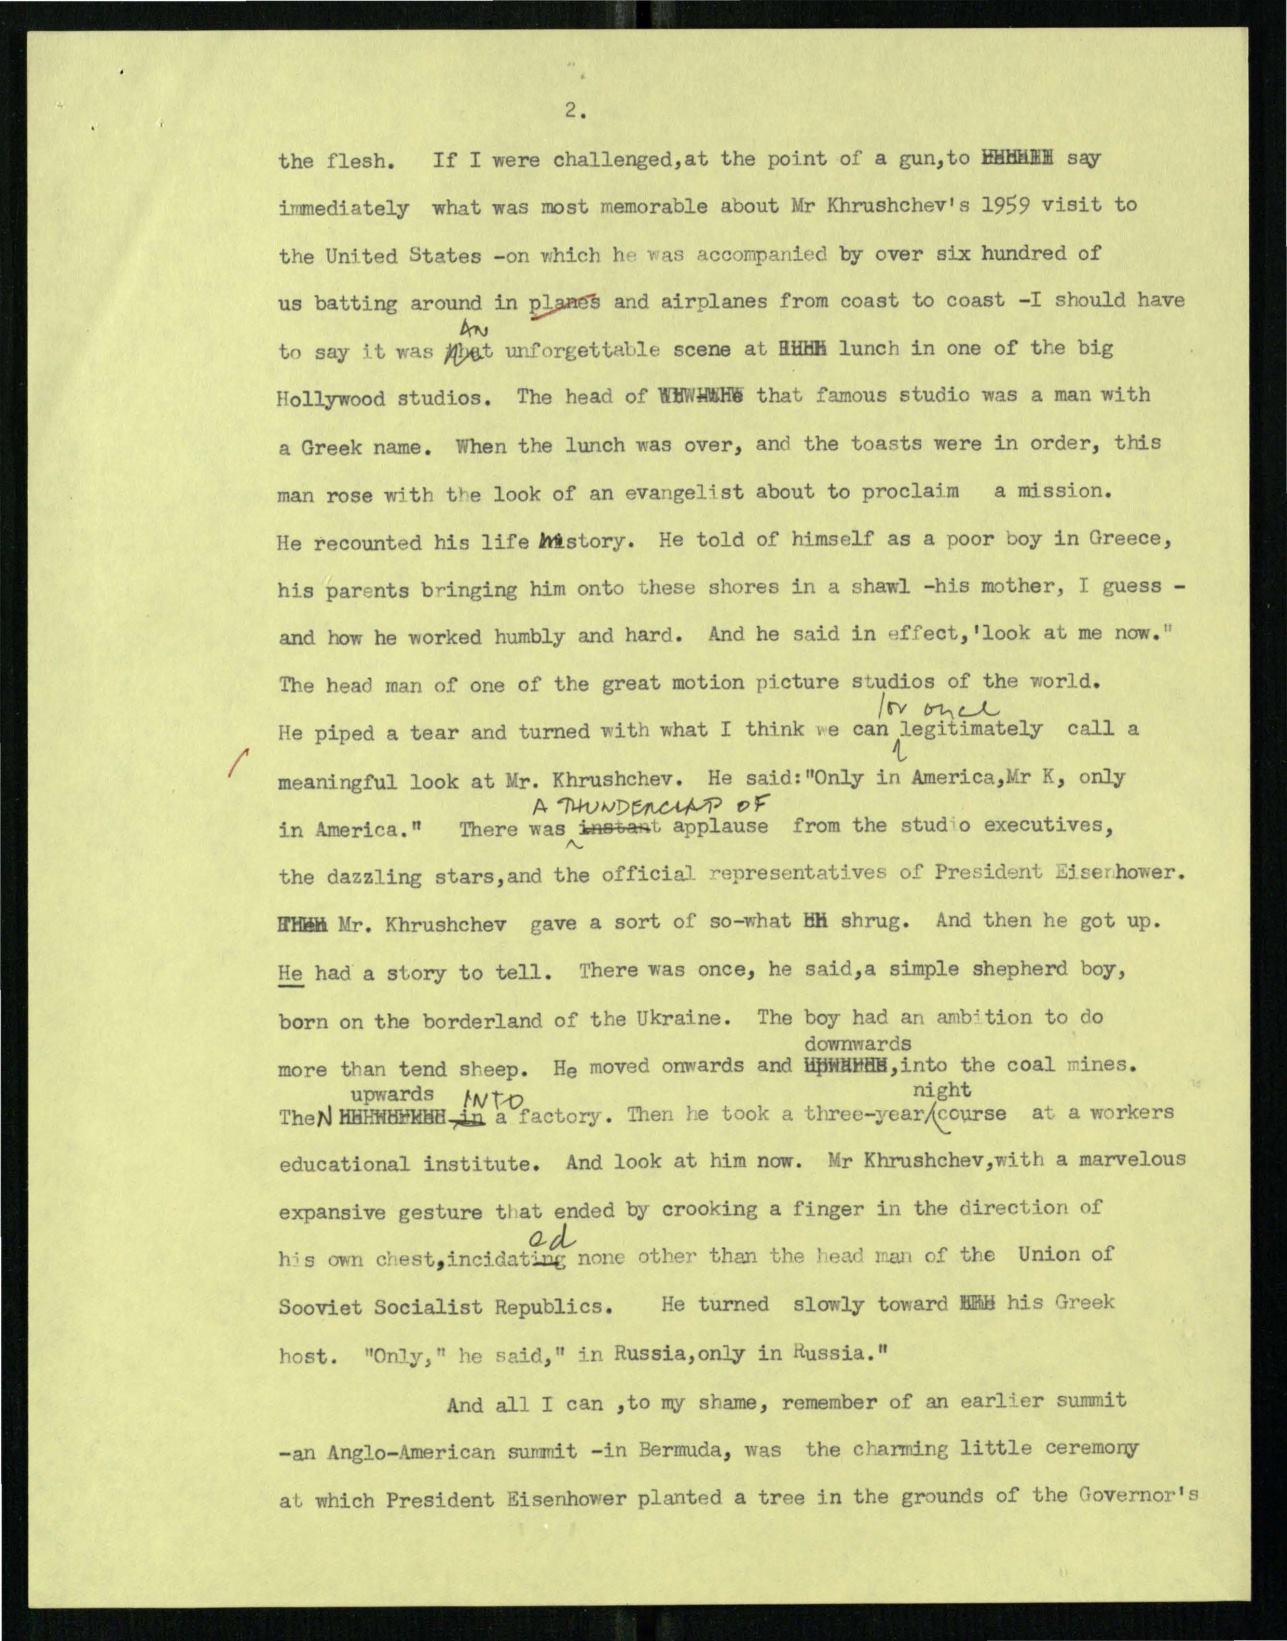 2.
the flesh. If I were challenged,at the point of a gun,to say
immediately what was most memorable about Mr Khrushchev's 1959 visit to
the United States -on which he was accompanied by over six hundred of
us batting around in planes and airplanes from coast to coast -I should have
AN
to say it was that unforgettable scene at lunch in one of the big
Hollywood studios. The head of that famous studio was a man with
a Greek name. When the lunch was over, and the toasts were in order, this
man rose with the look of an evangelist about to proclaim a mission.
He recounted his life history. He told of himself as a poor boy in Greece,
his parents bringing him onto these shores in a shawl -his mother, I guess -
and how he worked humbly and hard. And he said in effect,'look at me now."
The head man of one of the great motion picture studios of the world.
for once
He piped a tear and turned with what I think we can legitimately call a
meaningful look at Mr. Khrushchev. He said:"Only in America,Mr K, only
A THUNDERCLAP OF
in America." There was instant applause from the studio executives,
the dazzling stars,and the official representatives of President Eisenhower.
Then Mr. Khrushchev gave a sort of so-what shrug. And then he got up.
He had a story to tell. There was once, he said,a simple shepherd boy,
born on the borderland of the Ukraine. The boy had an ambition to do
downwards
more than tend sheep. He moved onwards and upwards,into the coal mines.
upwards INTO night
TheN in a factory. Then he took a three-year/course at a workers
educational institute. And look at him now. Mr Khrushchev,with a marvelous
expansive gesture that ended by crooking a finger in the direction of
ed
his own chest,incidating none other than the head man of the Union of
Sooviet Socialist Republics. He turned slowly toward his Greek
host. "Only," he said," in Russia,only in Russia."
And all I can ,to my shame, remember of an earlier summit
-an Anglo-American summit -in Bermuda, was the charming little ceremony
at which President Eisenhower planted a tree in the grounds of the Governor's